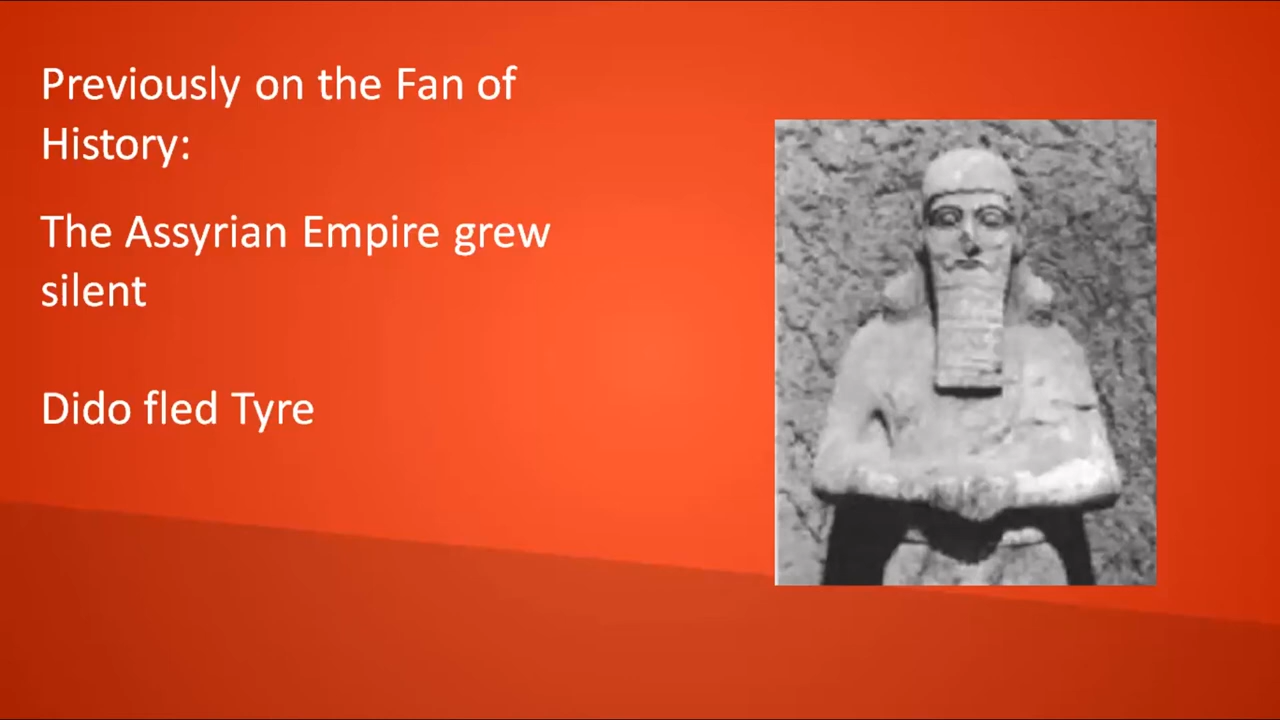 Previously on the Fan of
History:
The Assyrian Empire grew
silent
Dido fled Tyre